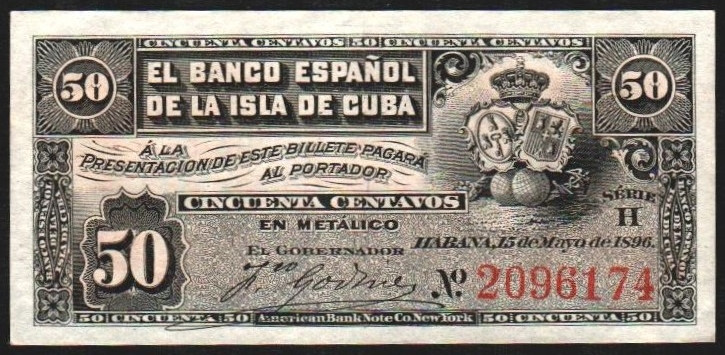 CINCUENTA CENTAVOS 50 CINCUENTA CENTAVOS
50
EL BANCO ESPAÑOL
DE LA ISLA DE CUBA
50
Á LA
PRESENTACION DE ESTE BILLETE PAGARÁ
AL PORTADOR
CINCUENTA CENTAVOS
EN METÁLICO
SÉRIE
H
50
EL GOBERNADOR
HABANA, 15 de Mayo de 1896.
Nº 2096174
50 CINCUENTA 50 American Bank Note Co. New York 50 CINCUENTA 50